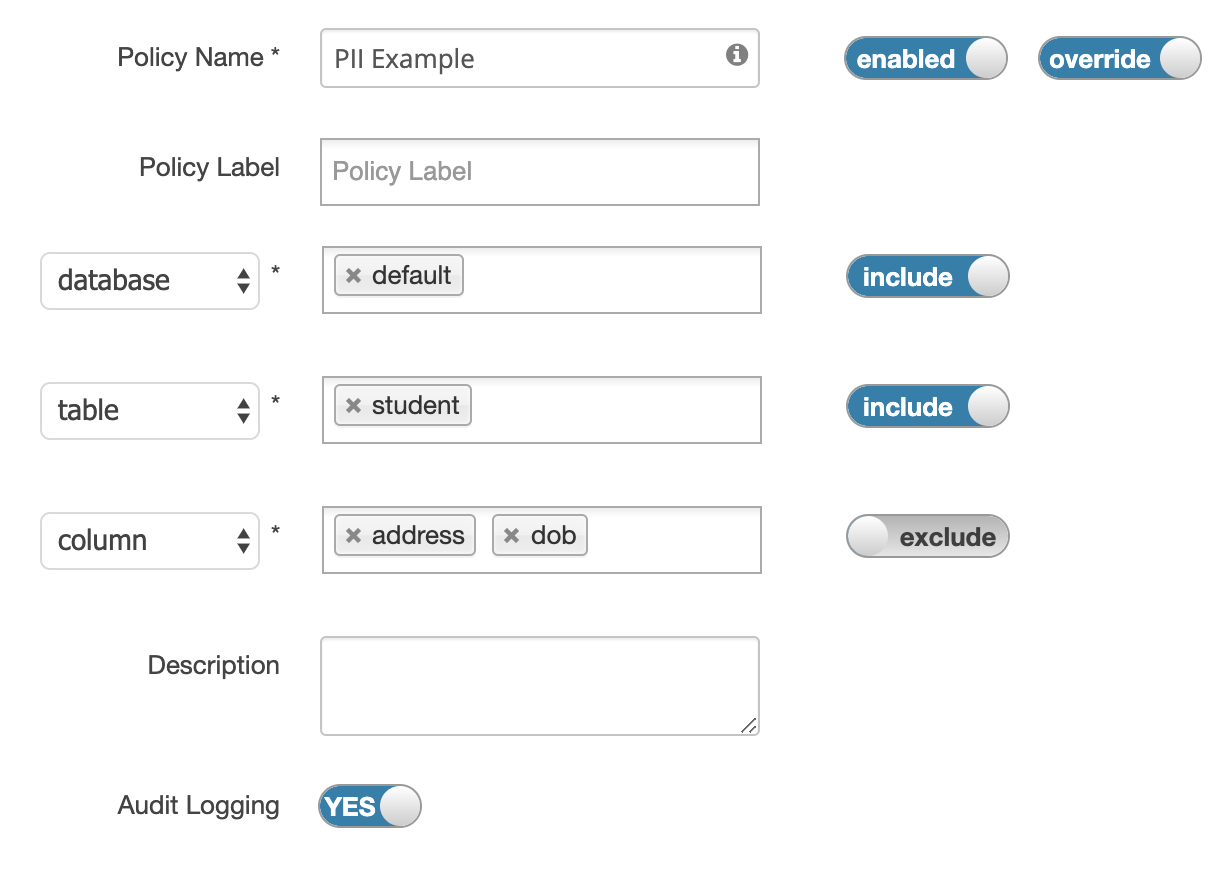 Policy Name * PII Example enabled override
Policy Label Policy Label
database * × default include
table * × student include
column * × address × dob exclude
Description
Audit Logging YES